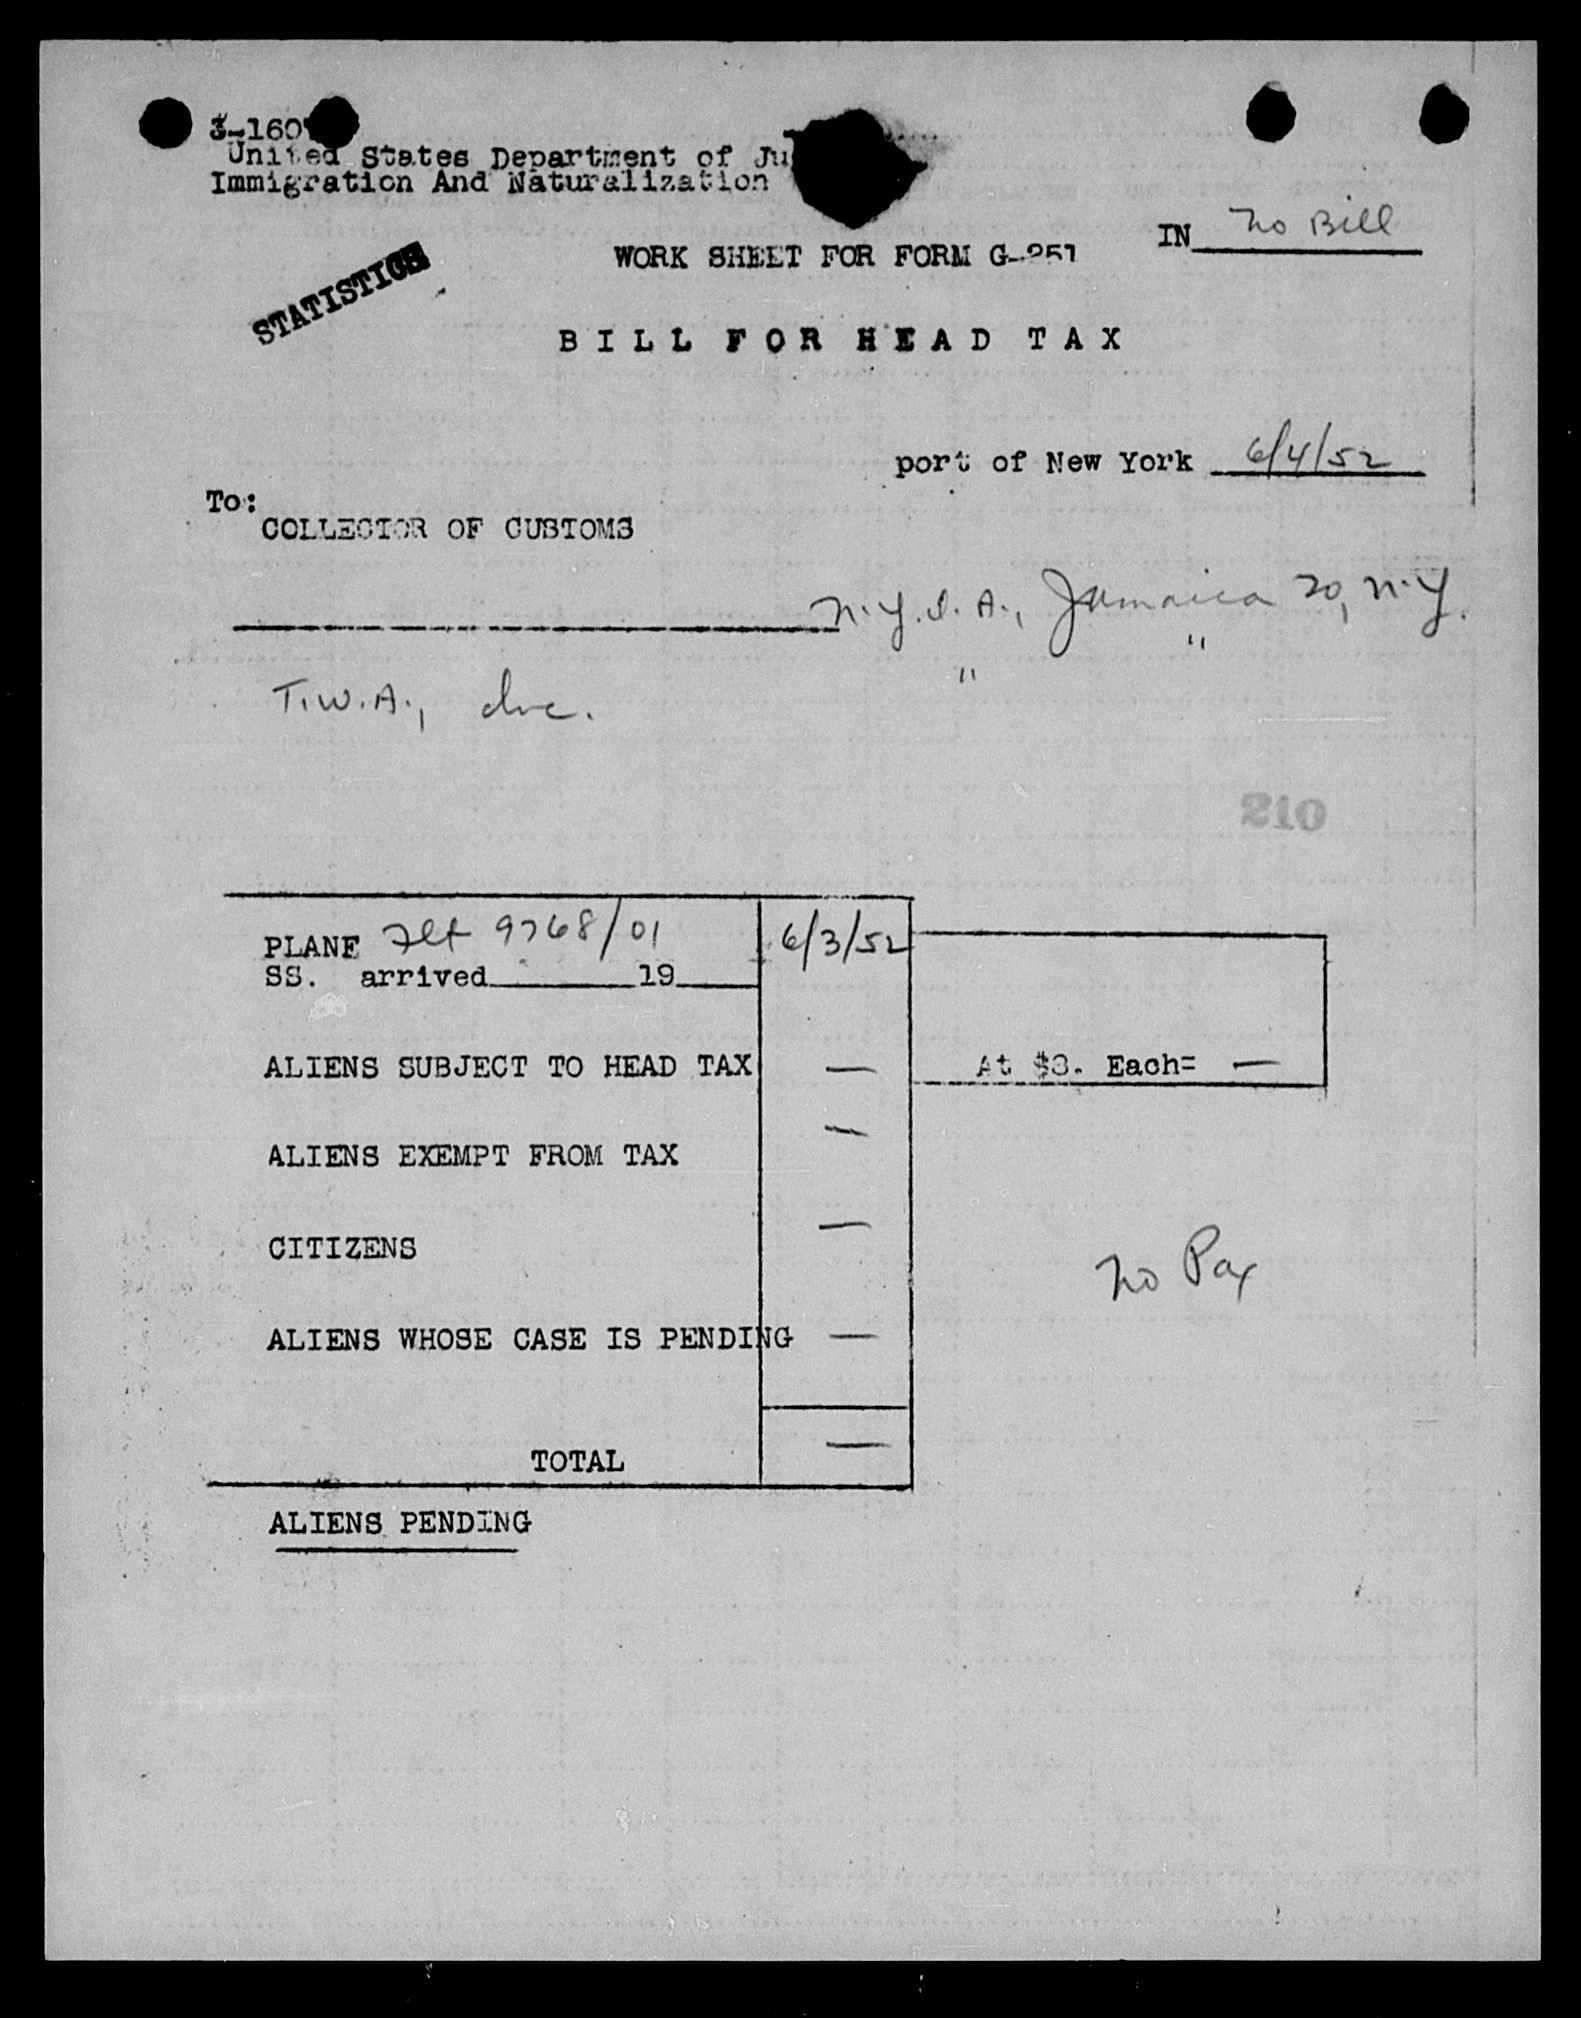 3-160
United States Department of Ju
Immigration And Naturalization
IN No Bill
WORK SHEET FOR FORM G-251
STATISTICS
BILL FOR HEAD TAX
port of New York 6/4/52
To:
COLLECTOR OF CUSTOMS
N.Y.I.A., Jamaica 20, N.Y.
T.W.A., Inc. " "
210
PLANE Flt 9768/01 6/3/52
SS. arrived 19
ALIENS SUBJECT TO HEAD TAX — At $8. Each= —
ALIENS EXEMPT FROM TAX —
CITIZENS —
No Pax
ALIENS WHOSE CASE IS PENDING —
TOTAL —
ALIENS PENDING